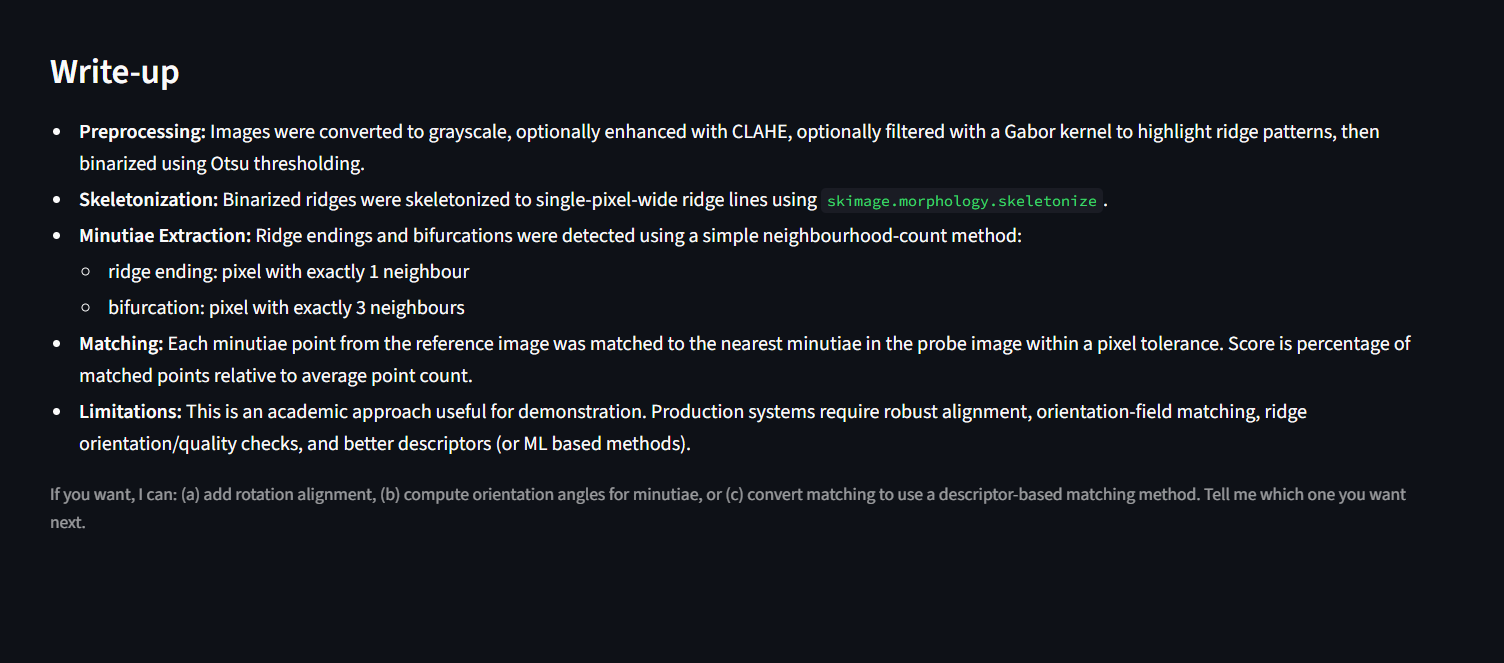 Write-up
• Preprocessing: Images were converted to grayscale, optionally enhanced with CLAHE, optionally filtered with a Gabor kernel to highlight ridge patterns, then
binarized using Otsu thresholding.
• Skeletonization: Binarized ridges were skeletonized to single-pixel-wide ridge lines using skimage.morphology.skeletonize.
• Minutiae Extraction: Ridge endings and bifurcations were detected using a simple neighbourhood-count method:
◦ ridge ending: pixel with exactly 1 neighbour
◦ bifurcation: pixel with exactly 3 neighbours
• Matching: Each minutiae point from the reference image was matched to the nearest minutiae in the probe image within a pixel tolerance. Score is percentage of
matched points relative to average point count.
• Limitations: This is an academic approach useful for demonstration. Production systems require robust alignment, orientation-field matching, ridge
orientation/quality checks, and better descriptors (or ML based methods).
If you want, I can: (a) add rotation alignment, (b) compute orientation angles for minutiae, or (c) convert matching to use a descriptor-based matching method. Tell me which one you want
next.